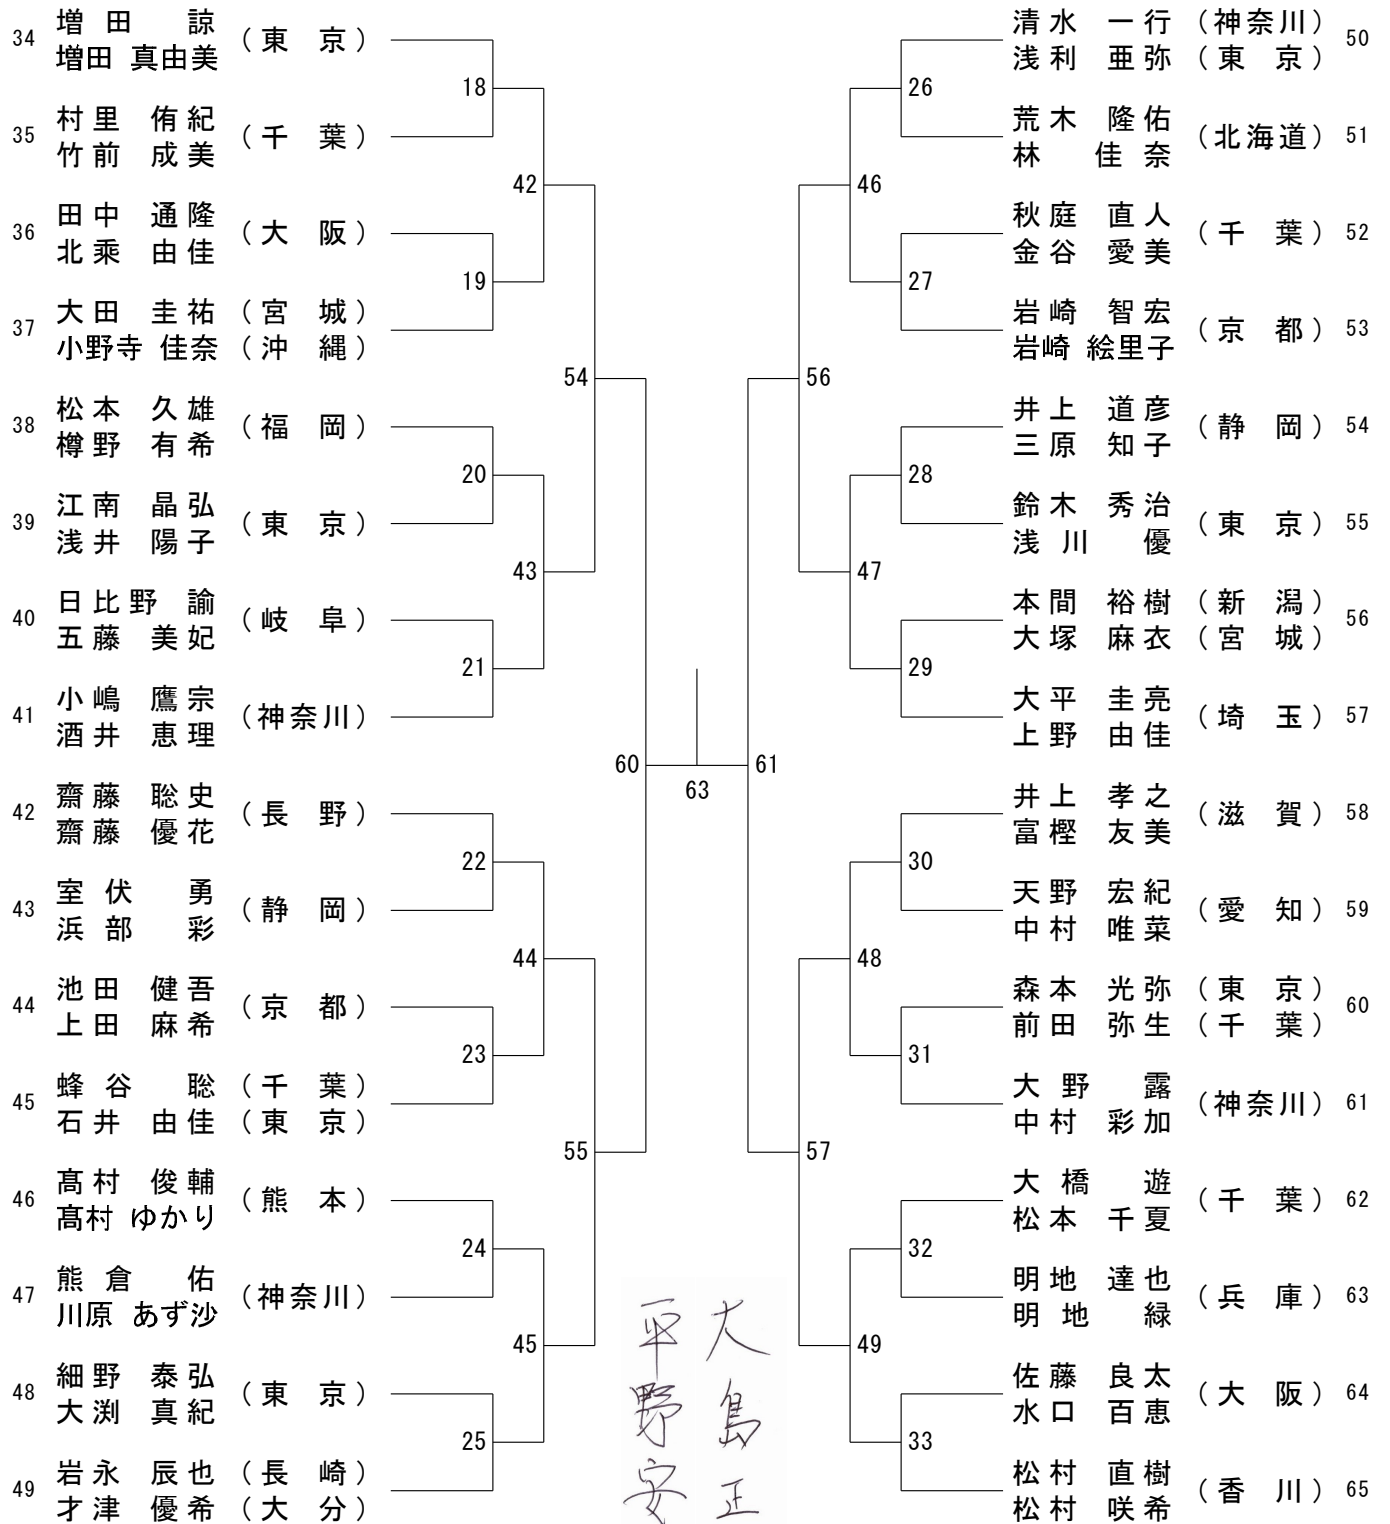 34 増田 諒 (東京)
増田 真由美
18
35 村里 侑紀 (千葉)
竹前 成美
42
36 田中 通隆 (大阪)
北乘 由佳
19
37 大田 圭祐 (宮城)
小野寺 佳奈 (沖縄)
54
38 松本 久雄 (福岡)
樽野 有希
20
39 江南 晶弘 (東京)
浅井 陽子
43
40 日比野 諭 (岐阜)
五藤 美妃
21
41 小嶋 鷹宗 (神奈川)
酒井 恵理
60
42 齋藤 聡史 (長野)
齋藤 優花
22
43 室伏 勇 (静岡)
浜部 彩
44
44 池田 健吾 (京都)
上田 麻希
23
45 蜂谷 聡 (千葉)
石井 由佳 (東京)
55
46 髙村 俊輔 (熊本)
髙村 ゆかり
24
47 熊倉 佑 (神奈川)
川原 あず沙
45
48 細野 泰弘 (東京)
大渕 真紀
25
49 岩永 辰也 (長崎)
才津 優希 (大分)
63
清水 一行 (神奈川) 50
浅利 亜弥 (東京)
26
荒木 隆佑 (北海道) 51
林 佳奈
46
秋庭 直人 (千葉) 52
金谷 愛美
27
岩崎 智宏 (京都) 53
岩崎 絵里子
56
井上 道彦 (静岡) 54
三原 知子
28
鈴木 秀治 (東京) 55
浅川 優
47
本間 裕樹 (新潟) 56
大塚 麻衣 (宮城)
29
大平 圭亮 (埼玉) 57
上野 由佳
61
井上 孝之 (滋賀) 58
富樫 友美
30
天野 宏紀 (愛知) 59
中村 唯菜
48
森本 光弥 (東京) 60
前田 弥生 (千葉)
31
大野 露 (神奈川) 61
中村 彩加
57
大橋 遊 (千葉) 62
松本 千夏
32
明地 達也 (兵庫) 63
明地 緑
49
佐藤 良太 (大阪) 64
水口 百恵
33
松村 直樹 (香川) 65
松村 咲希
大島正
平野安